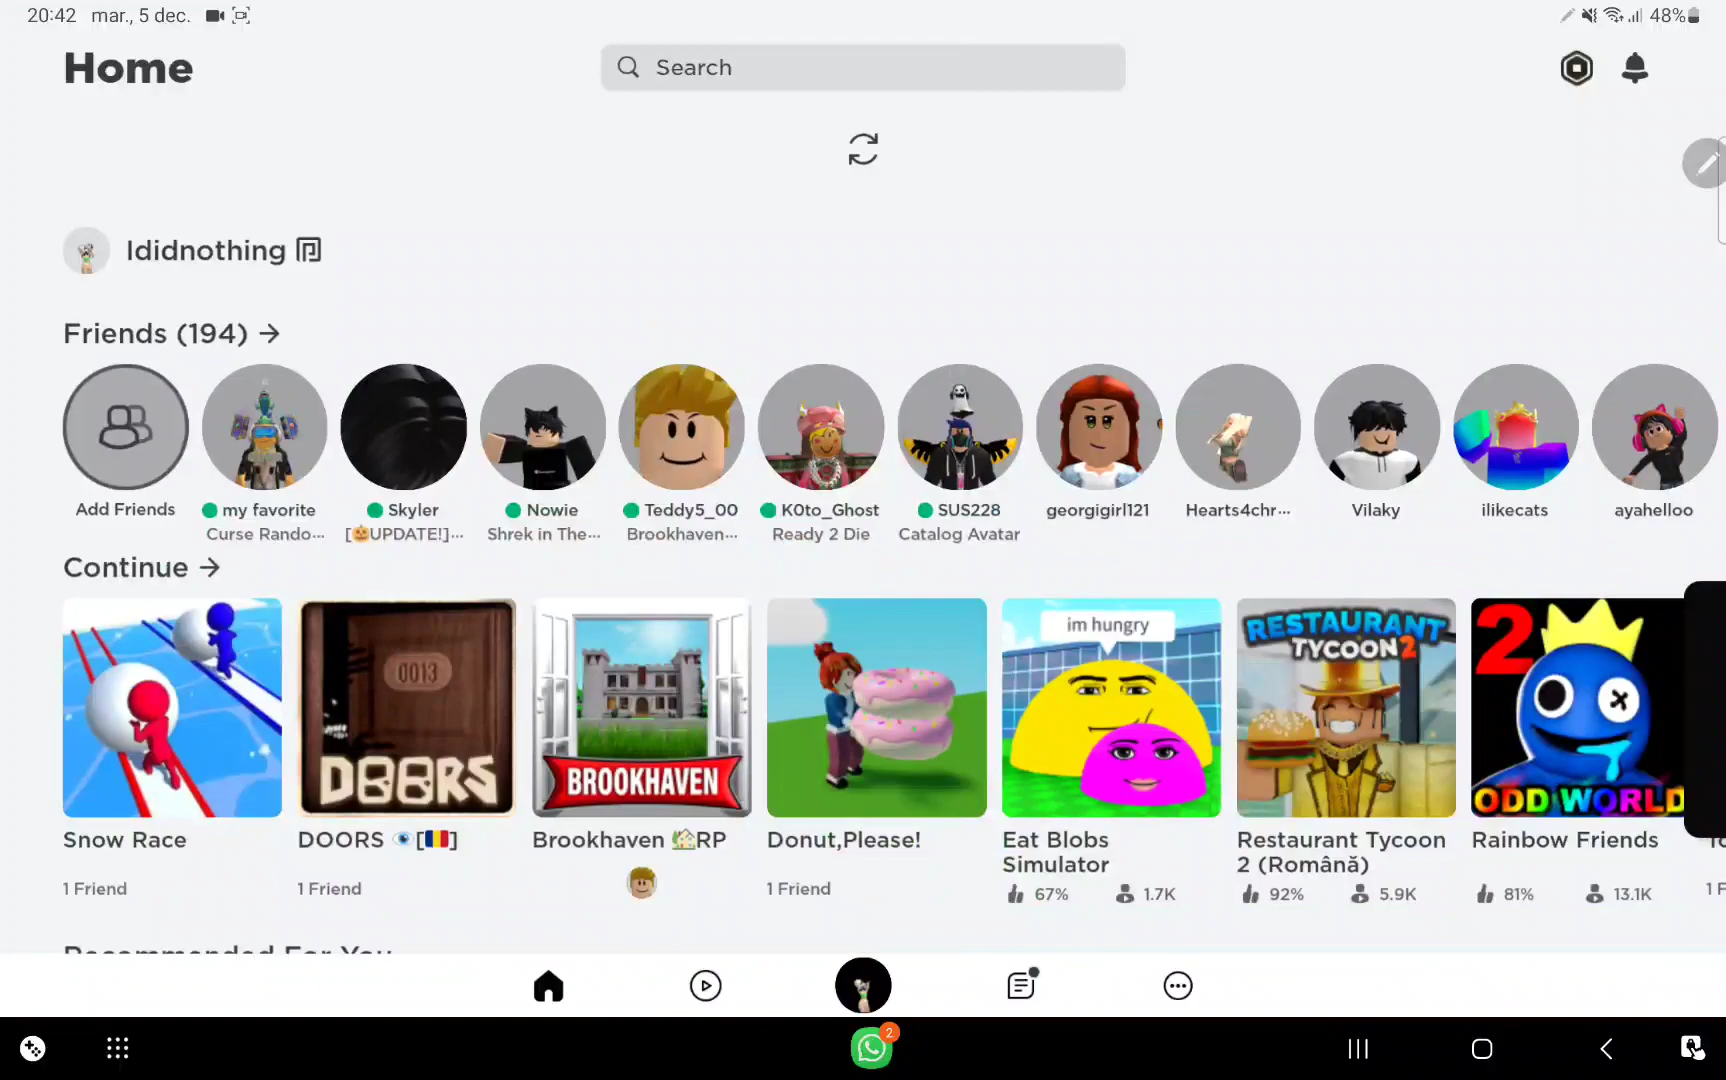 20:42 mar., 5 dec. 48%
Home
Search
Ididnothing
Friends (194) →
Add Friends
my favorite
Curse Rando...
Skyler
[🎃UPDATE!]...
Nowie
Shrek in The...
Teddy5_00
Brookhaven...
K0to_Ghost
Ready 2 Die
SUS228
Catalog Avatar
georgigirl121
Hearts4chr...
Vilaky
ilikecats
ayahelloo
Continue →
0013
DOORS
BROOKHAVEN
im hungry
RESTAURANT
TYCOON 2
2
ODD WORLD
Snow Race
1 Friend
DOORS 👁️[🇷🇴]
1 Friend
Brookhaven 🏡RP
Donut,Please!
1 Friend
Eat Blobs
Simulator
67% 1.7K
Restaurant Tycoon
2 (Română)
92% 5.9K
Rainbow Friends
81% 13.1K
1 F
Recommended For You
2